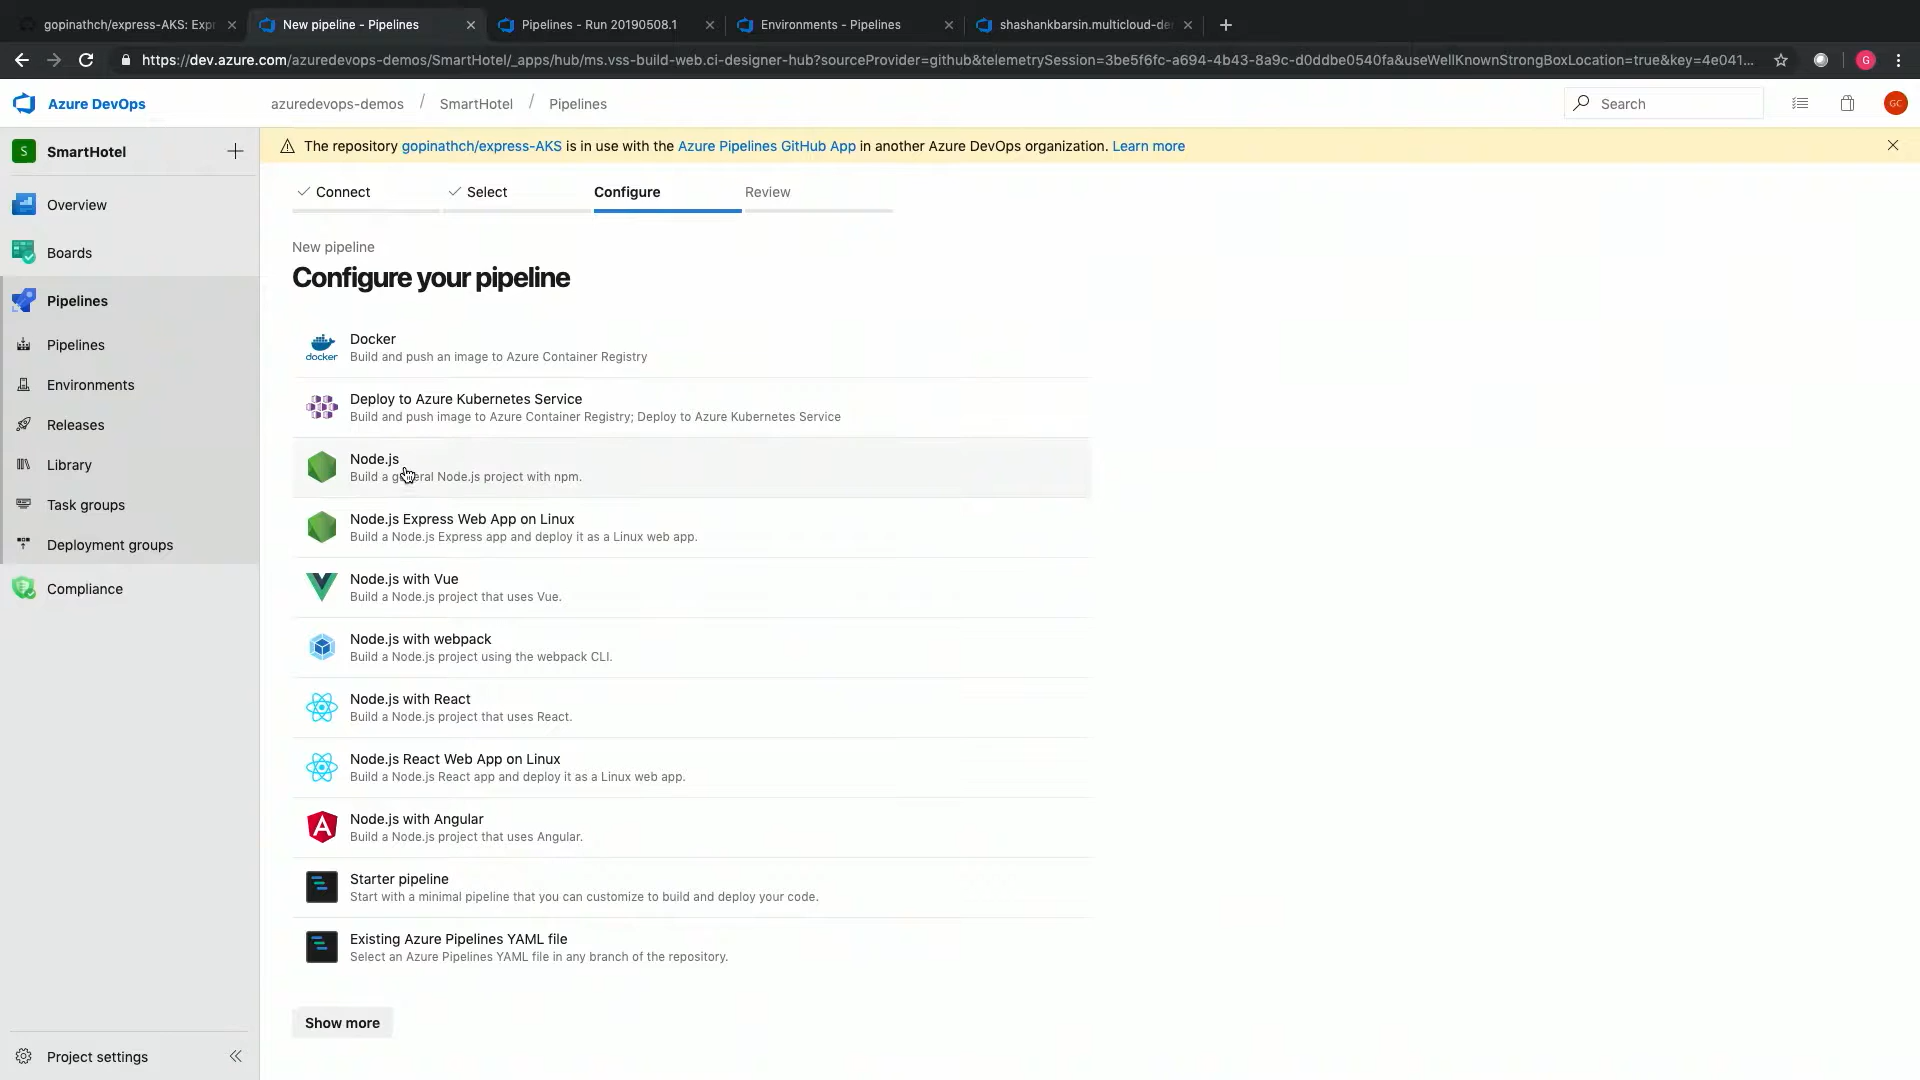 gopinathch/express-AKS: Expr
New pipeline - Pipelines
Pipelines - Run 20190508.1
Environments - Pipelines
shashankbarsin.multicloud-de
https://dev.azure.com/azuredevops-demos/SmartHotel/_apps/hub/ms.vss-build-web.ci-designer-hub?sourceProvider=github&telemetrySession=3be5f6fc-a694-4b43-8a9c-d0ddbe0540fa&useWellKnownStrongBoxLocation=true&key=4e041...
G
Azure DevOps
azuredevops-demos / SmartHotel / Pipelines
Search
GC
S
SmartHotel
The repository gopinathch/express-AKS is in use with the Azure Pipelines GitHub App in another Azure DevOps organization. Learn more
Overview
Boards
Pipelines
Pipelines
Environments
Releases
Library
Task groups
Deployment groups
Compliance
Project settings
Connect
Select
Configure
Review
New pipeline
Configure your pipeline
docker
Docker
Build and push an image to Azure Container Registry
Deploy to Azure Kubernetes Service
Build and push image to Azure Container Registry; Deploy to Azure Kubernetes Service
Node.js
Build a general Node.js project with npm.
Node.js Express Web App on Linux
Build a Node.js Express app and deploy it as a Linux web app.
Node.js with Vue
Build a Node.js project that uses Vue.
Node.js with webpack
Build a Node.js project using the webpack CLI.
Node.js with React
Build a Node.js project that uses React.
Node.js React Web App on Linux
Build a Node.js React app and deploy it as a Linux web app.
Node.js with Angular
Build a Node.js project that uses Angular.
Starter pipeline
Start with a minimal pipeline that you can customize to build and deploy your code.
Existing Azure Pipelines YAML file
Select an Azure Pipelines YAML file in any branch of the repository.
Show more